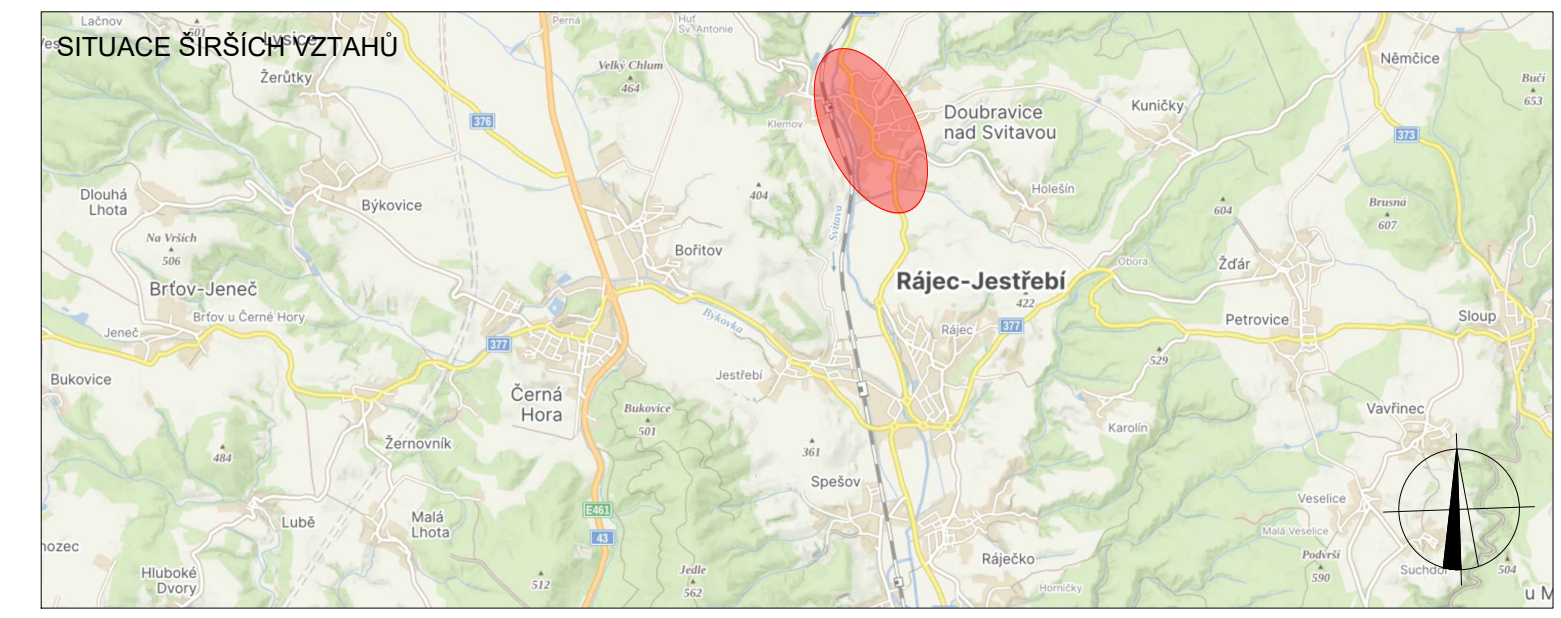 SITUACE ŠIRŠÍCH VZTAHŮ
Lačnov
601
Lysice
Perná
Huť
Sv. Antonie
Žerůtky
Velký Chlum
464
Klemov
376
Doubravice
nad Svitavou
Kuničky
Němčice
Bučí
653
373
Dlouhá
Lhota
Býkovice
404
Holešín
604
Brusná
607
Na Vrších
506
Svitava
Bořitov
Brťov-Jeneč
Rájec-Jestřebí
422
Obora
Žďár
Brťov u Černé Hory
Jeneč
Býkovka
Rájec
377
Petrovice
Sloup
377
529
Bukovice
Jestřebí
Černá
Hora
Bukovice
501
Vavřinec
Karolín
Žernovník
484
361
Spešov
Veselice
E461
43
Lubě
Malá
Lhota
Malá Veselice
Ráječko
Podvrší
590
Suchdol
504
Hluboké
Dvory
512
Jedle
562
Horničky